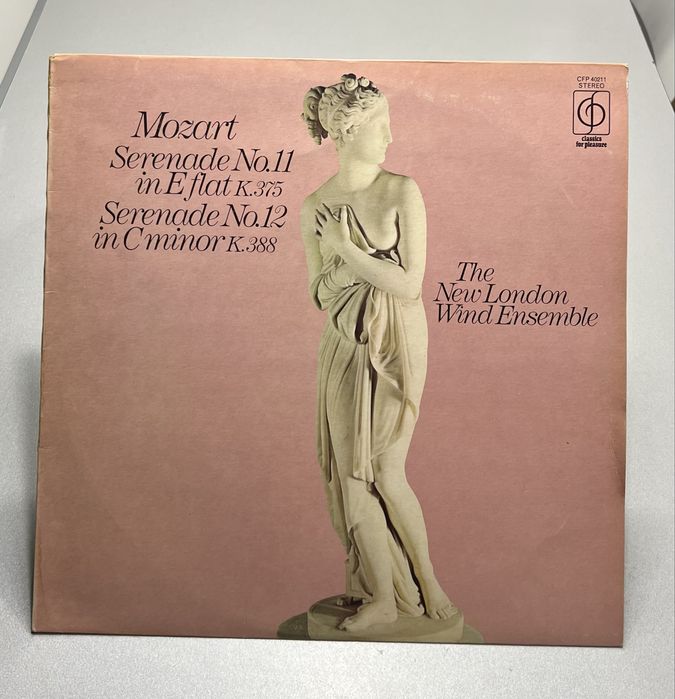 Mozart
Serenade No.11
in E flat K.375
Serenade No.12
in C minor K.388
The
New London
Wind Ensemble
CFP 40211
STEREO
cfp
classics
for pleasure